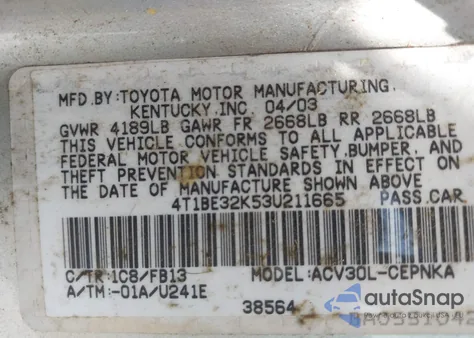 MFD.BY:TOYOTA MOTOR MANUFACTURING,
KENTUCKY,INC. 04/03
GVWR 4189LB GAWR FR 2668LB RR 2668LB
THIS VEHICLE CONFORMS TO ALL APPLICABLE
FEDERAL MOTOR VEHICLE SAFETY,BUMPER, AND
THEFT PREVENTION STANDARDS IN EFFECT ON
THE DATE OF MANUFACTURE SHOWN ABOVE
4T1BE32K53U211665 PASS.CAR
C/TR:1C8/FB13 MODEL:ACV30L-CEPNKA
A/TM:-01A/U241E
38564
autoSnap